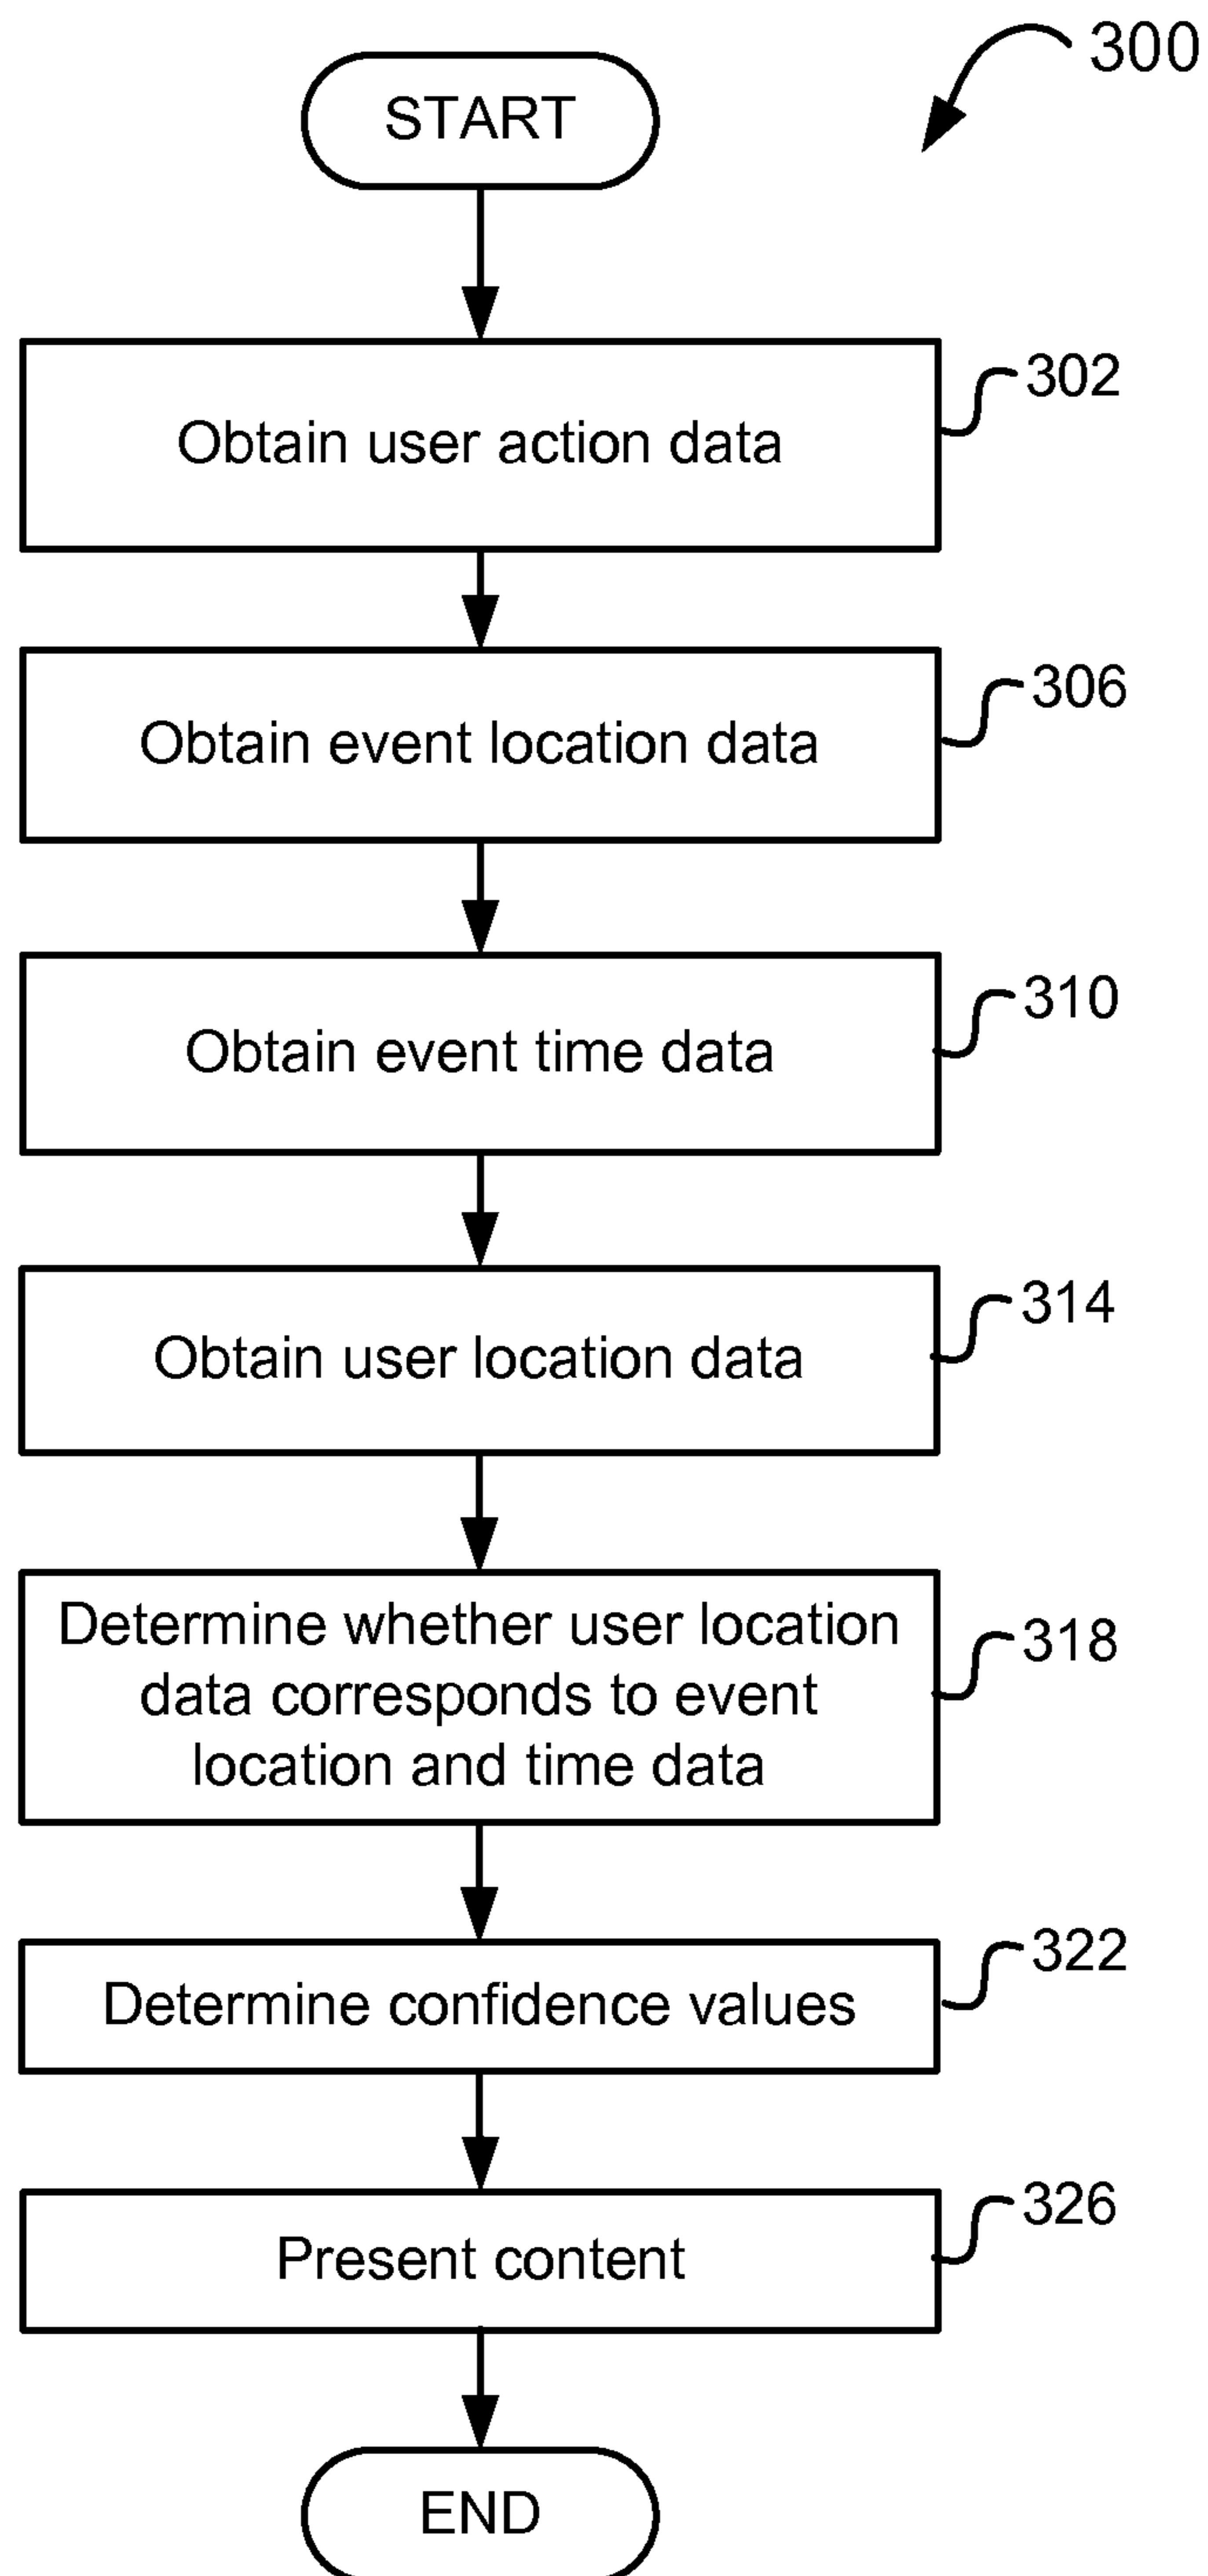 300
START
302
Obtain user action data
306
Obtain event location data
310
Obtain event time data
314
Obtain user location data
Determine whether user location
318
data corresponds to event
location and time data
322
Determine confidence values
326
Present content
END